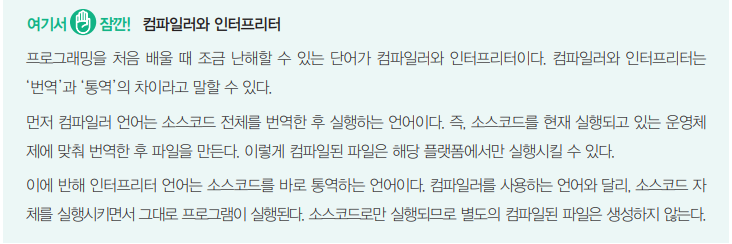 여기서 잠깐! 컴파일러와 인터프리터
프로그래밍을 처음 배울 때 조금 난해할 수 있는 단어가 컴파일러와 인터프리터이다. 컴파일러와 인터프리터는
‘번역’과 ‘통역’의 차이라고 말할 수 있다.
먼저 컴파일러 언어는 소스코드 전체를 번역한 후 실행하는 언어이다. 즉, 소스코드를 현재 실행되고 있는 운영체
제에 맞춰 번역한 후 파일을 만든다. 이렇게 컴파일된 파일은 해당 플랫폼에서만 실행시킬 수 있다.
이에 반해 인터프리터 언어는 소스코드를 바로 통역하는 언어이다. 컴파일러를 사용하는 언어와 달리, 소스코드 자
체를 실행시키면서 그대로 프로그램이 실행된다. 소스코드로만 실행되므로 별도의 컴파일된 파일은 생성하지 않는다.